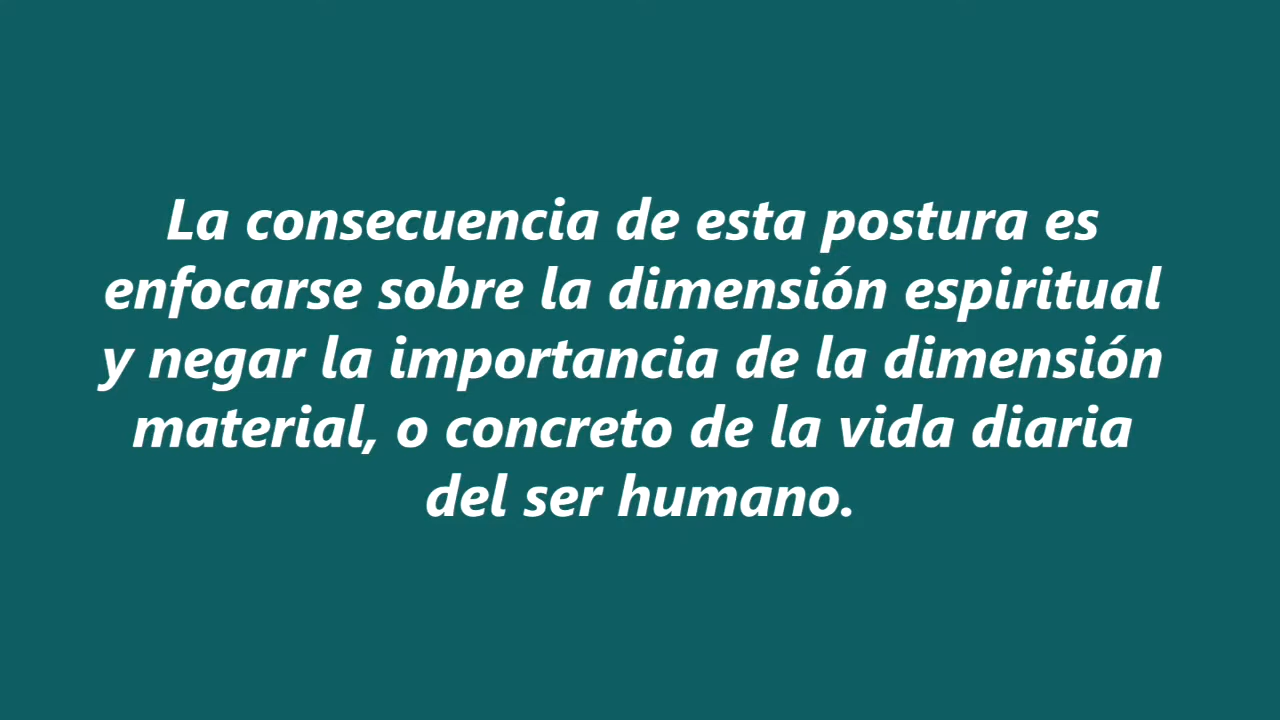 La consecuencia de esta postura es
enfocarse sobre la dimensión espiritual
y negar la importancia de la dimensión
material, o concreto de la vida diaria
del ser humano.